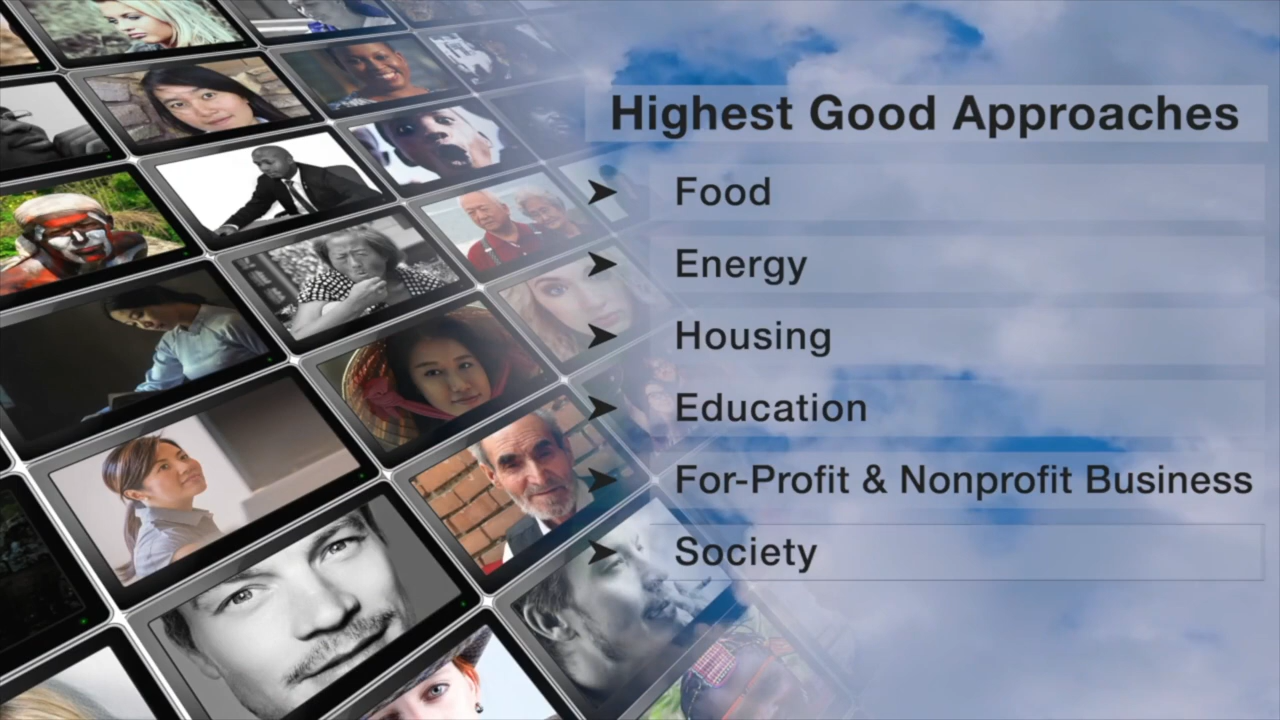 Highest Good Approaches
Food
Energy
Housing
Education
For-Profit & Nonprofit Business
Society